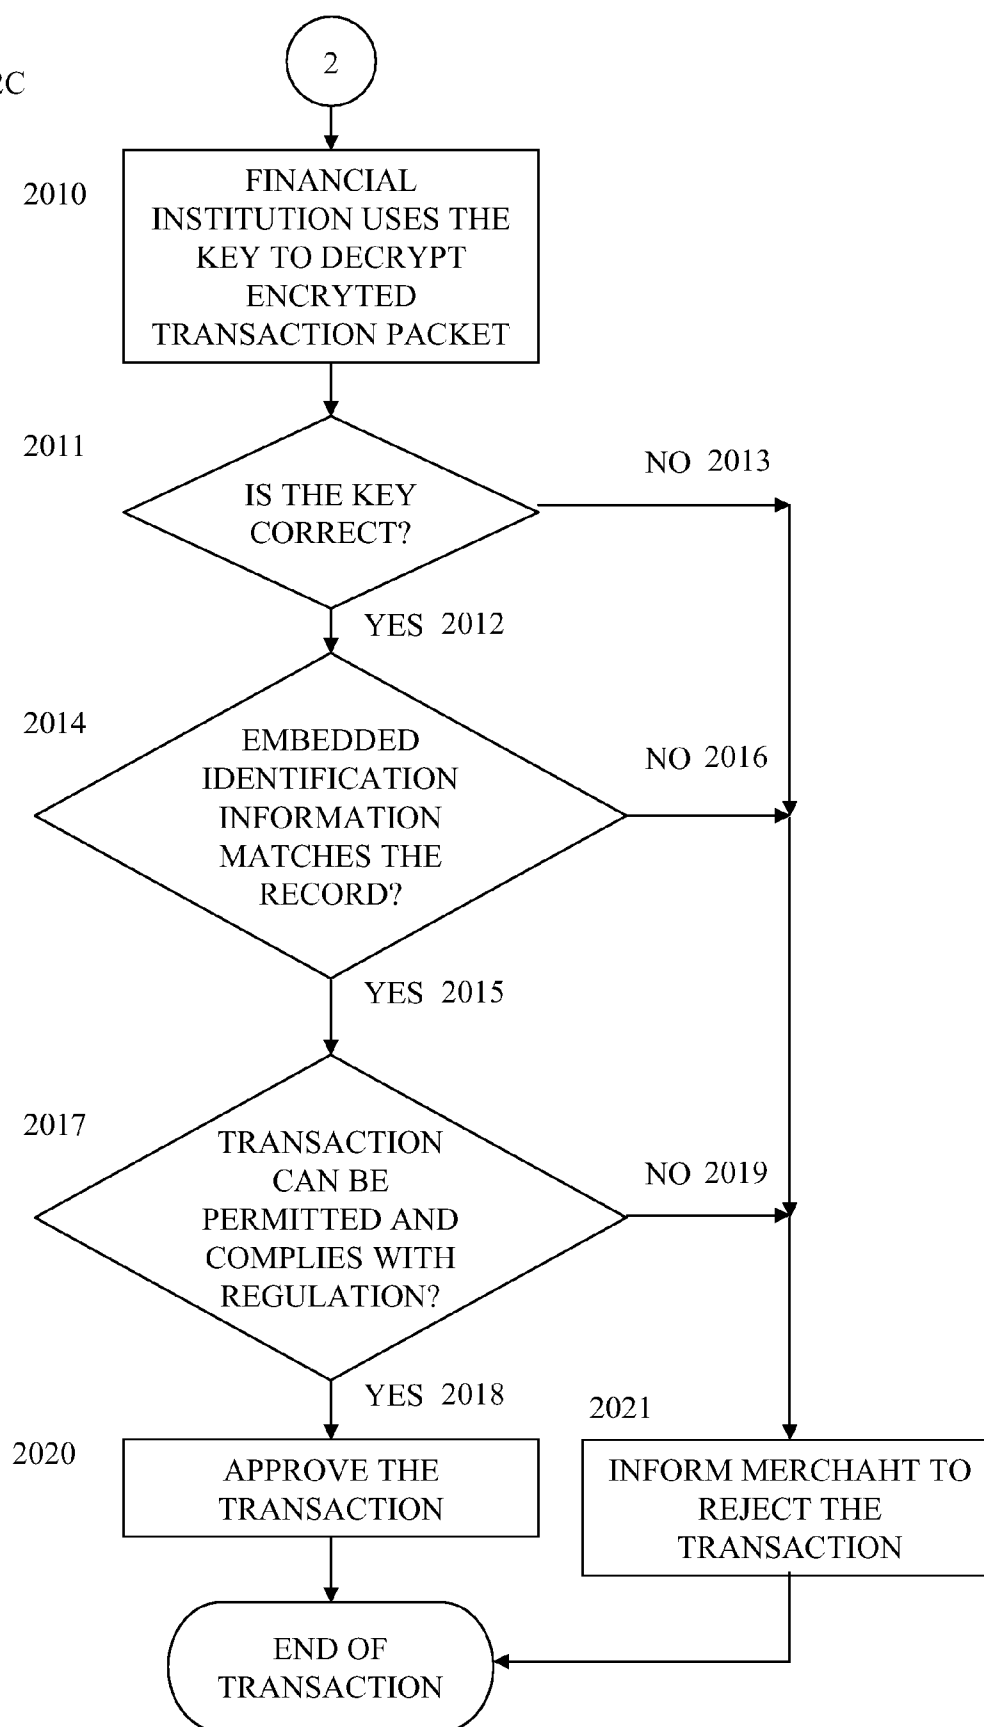 2
2C
2010
FINANCIAL
INSTITUTION USES THE
KEY TO DECRYPT
ENCRYTED
TRANSACTION PACKET
2011
NO 2013
IS THE KEY
CORRECT?
YES 2012
2014
EMBEDDED
IDENTIFICATION
INFORMATION
MATCHES THE
RECORD?
NO 2016
YES 2015
2017
TRANSACTION
CAN BE
PERMITTED AND
COMPLIES WITH
REGULATION?
NO 2019
YES 2018
2020
APPROVE THE
TRANSACTION
2021
INFORM MERCHAHT TO
REJECT THE
TRANSACTION
END OF
TRANSACTION